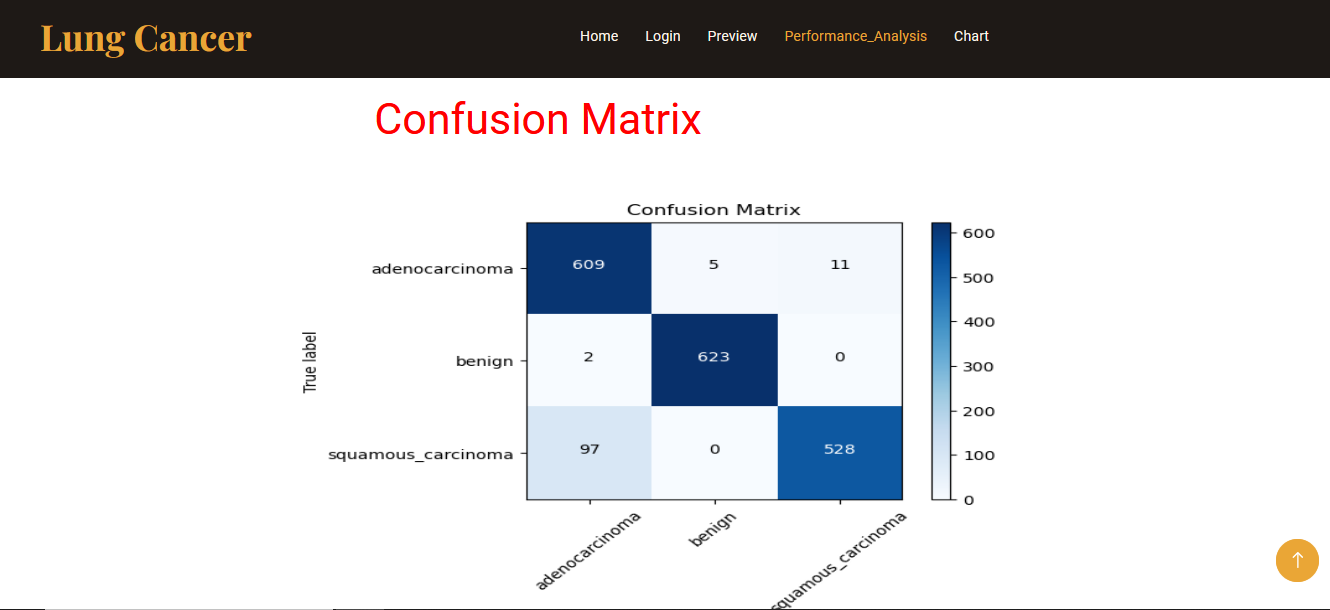 Lung Cancer
Home Login Preview Performance_Analysis Chart
Confusion Matrix
Confusion Matrix
adenocarcinoma 609 5 11
benign 2 623 0
squamous_carcinoma 97 0 528
True label
600
500
400
300
200
100
0
adenocarcinoma
benign
squamous_carcinoma